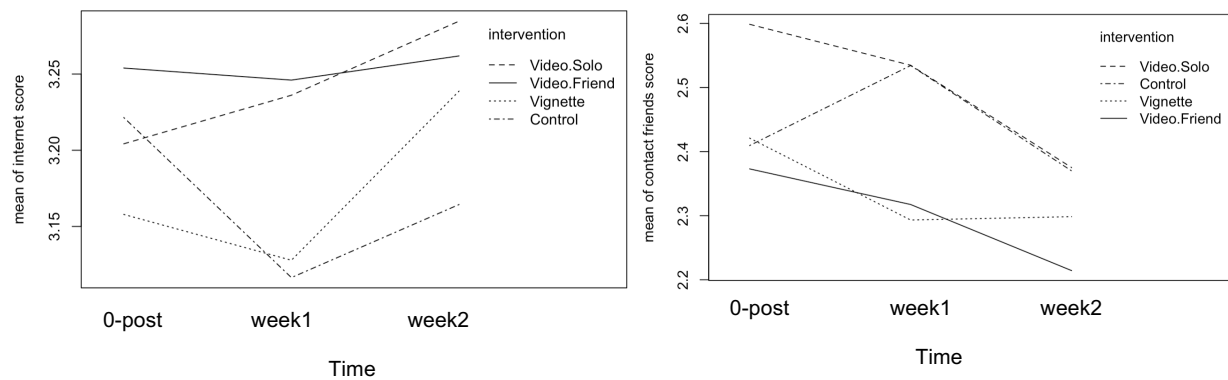 mean of internet score
3.15
3.20
3.25
intervention
Video.Solo
Video.Friend
Vignette
Control
0-post
week1
week2
Time
mean of contact friends score
2.2
2.3
2.4
2.5
2.6
intervention
Video.Solo
Control
Vignette
Video.Friend
0-post
week1
week2
Time